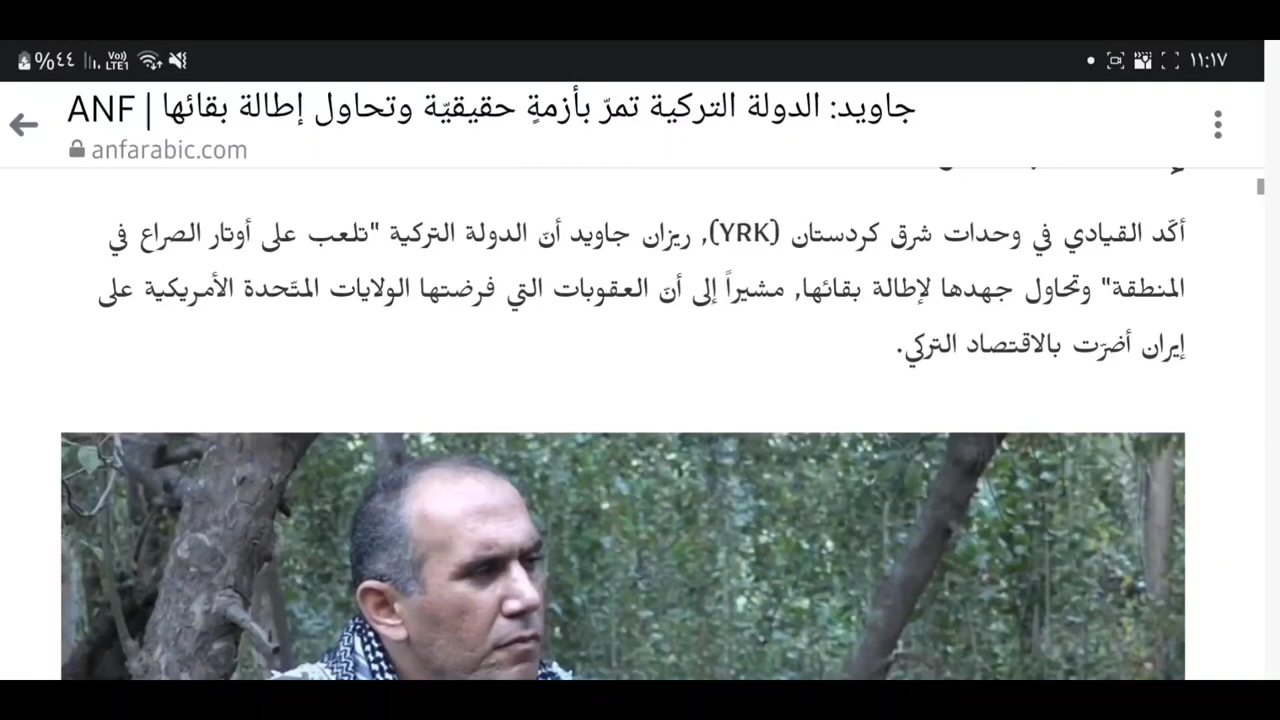 %٤٤ Vo) LTE1 ١١:١٧
جاويد: الدولة التركية تمرّ بأزمةٍ حقيقيّة وتحاول إطالة بقائها | ANF
anfarabic.com
أكّد القيادي في وحدات شرق كردستان (YRK), ريزان جاويد أنّ الدولة التركية "تلعب على أوتار الصراع في
المنطقة" وتحاول جهدها لإطالة بقائها, مشيراً إلى أنّ العقوبات التي فرضتها الولايات المتّحدة الأمريكية على
إيران أضرّت بالاقتصاد التركي.